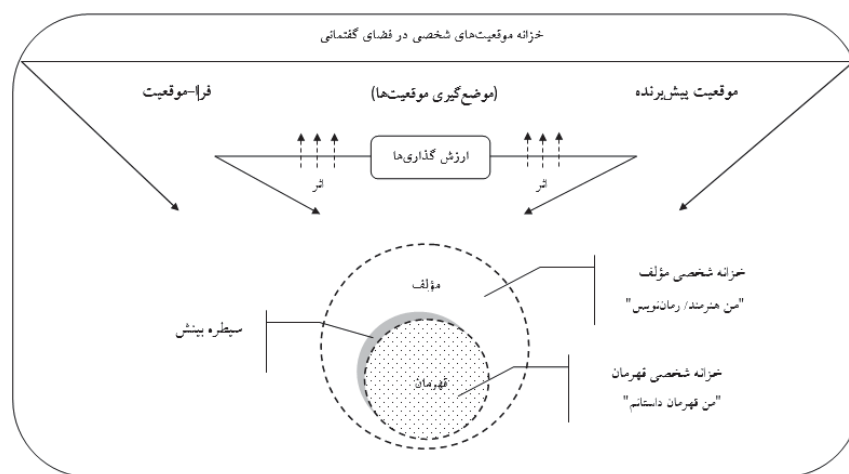 خزانه موقعیت‌های شخصی در فضای گفتمانی
موقعیت پیش‌برنده
(موضع‌گیری موقعیت‌ها)
فرا-موقعیت
ارزش گذاری‌ها
اثر
اثر
خزانه شخصی مؤلف
"من هنرمند/ رمان‌نویس"
مؤلف
سیطره بینش
خزانه شخصی قهرمان
"من قهرمان داستانم"
قهرمان